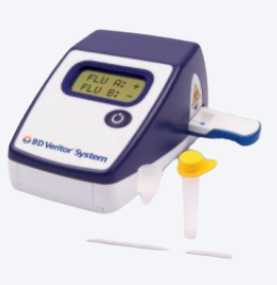 FLU A: +
FLU B: -
BD Veritor System